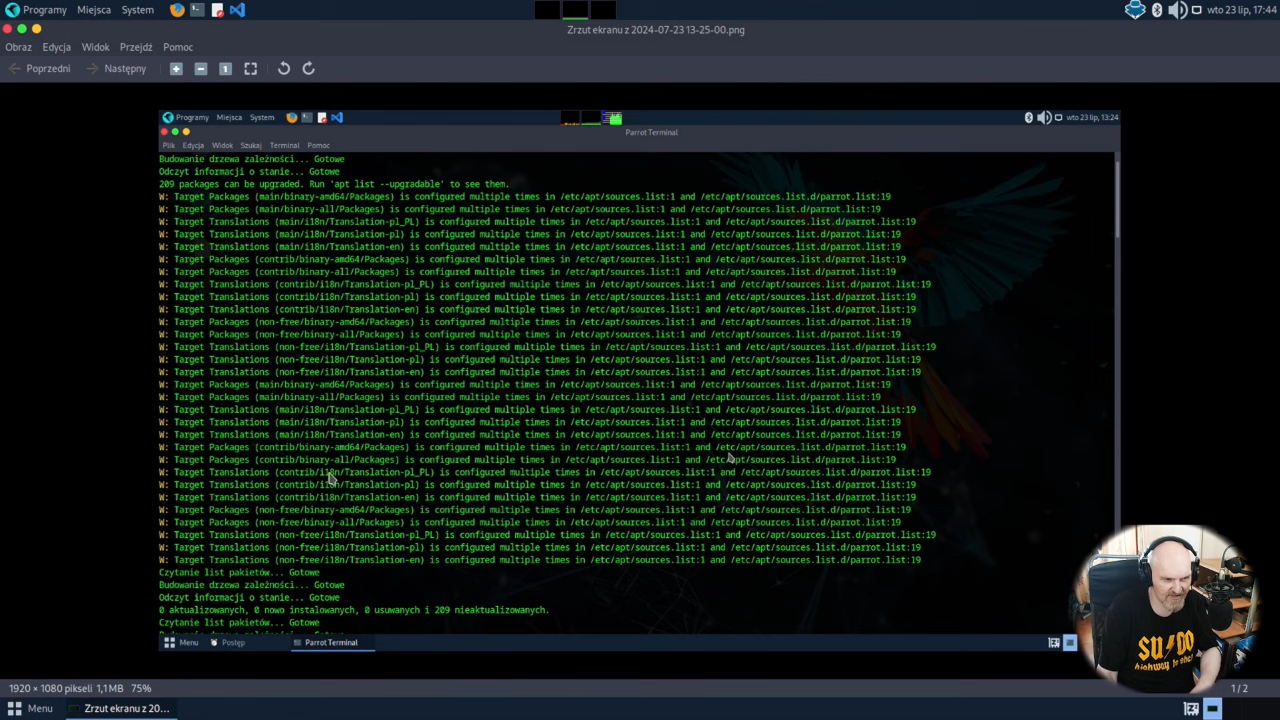 Programy Miejsca System
wto 23 lip, 17:44
Zrzut ekranu z 2024-07-23 13-25-00.png
Obraz Edycja Widok Przejdź Pomoc
Poprzedni Następny
Programy Miejsca System
wto 23 lip, 13:24
Parrot Terminal
Plik Edycja Widok Szukaj Terminal Pomoc
Budowanie drzewa zależności... Gotowe
Odczyt informacji o stanie... Gotowe
209 packages can be upgraded. Run 'apt list --upgradable' to see them.
W: Target Packages (main/binary-amd64/Packages) is configured multiple times in /etc/apt/sources.list:1 and /etc/apt/sources.list.d/parrot.list:19
W: Target Packages (main/binary-all/Packages) is configured multiple times in /etc/apt/sources.list:1 and /etc/apt/sources.list.d/parrot.list:19
W: Target Translations (main/i18n/Translation-pl_PL) is configured multiple times in /etc/apt/sources.list:1 and /etc/apt/sources.list.d/parrot.list:19
W: Target Translations (main/i18n/Translation-pl) is configured multiple times in /etc/apt/sources.list:1 and /etc/apt/sources.list.d/parrot.list:19
W: Target Translations (main/i18n/Translation-en) is configured multiple times in /etc/apt/sources.list:1 and /etc/apt/sources.list.d/parrot.list:19
W: Target Packages (contrib/binary-amd64/Packages) is configured multiple times in /etc/apt/sources.list:1 and /etc/apt/sources.list.d/parrot.list:19
W: Target Packages (contrib/binary-all/Packages) is configured multiple times in /etc/apt/sources.list:1 and /etc/apt/sources.list.d/parrot.list:19
W: Target Translations (contrib/i18n/Translation-pl_PL) is configured multiple times in /etc/apt/sources.list:1 and /etc/apt/sources.list.d/parrot.list:19
W: Target Translations (contrib/i18n/Translation-pl) is configured multiple times in /etc/apt/sources.list:1 and /etc/apt/sources.list.d/parrot.list:19
W: Target Translations (contrib/i18n/Translation-en) is configured multiple times in /etc/apt/sources.list:1 and /etc/apt/sources.list.d/parrot.list:19
W: Target Packages (non-free/binary-amd64/Packages) is configured multiple times in /etc/apt/sources.list:1 and /etc/apt/sources.list.d/parrot.list:19
W: Target Packages (non-free/binary-all/Packages) is configured multiple times in /etc/apt/sources.list:1 and /etc/apt/sources.list.d/parrot.list:19
W: Target Translations (non-free/i18n/Translation-pl_PL) is configured multiple times in /etc/apt/sources.list:1 and /etc/apt/sources.list.d/parrot.list:19
W: Target Translations (non-free/i18n/Translation-pl) is configured multiple times in /etc/apt/sources.list:1 and /etc/apt/sources.list.d/parrot.list:19
W: Target Translations (non-free/i18n/Translation-en) is configured multiple times in /etc/apt/sources.list:1 and /etc/apt/sources.list.d/parrot.list:19
W: Target Packages (main/binary-amd64/Packages) is configured multiple times in /etc/apt/sources.list:1 and /etc/apt/sources.list.d/parrot.list:19
W: Target Packages (main/binary-all/Packages) is configured multiple times in /etc/apt/sources.list:1 and /etc/apt/sources.list.d/parrot.list:19
W: Target Translations (main/i18n/Translation-pl_PL) is configured multiple times in /etc/apt/sources.list:1 and /etc/apt/sources.list.d/parrot.list:19
W: Target Translations (main/i18n/Translation-pl) is configured multiple times in /etc/apt/sources.list:1 and /etc/apt/sources.list.d/parrot.list:19
W: Target Translations (main/i18n/Translation-en) is configured multiple times in /etc/apt/sources.list:1 and /etc/apt/sources.list.d/parrot.list:19
W: Target Packages (contrib/binary-amd64/Packages) is configured multiple times in /etc/apt/sources.list:1 and /etc/apt/sources.list.d/parrot.list:19
W: Target Packages (contrib/binary-all/Packages) is configured multiple times in /etc/apt/sources.list:1 and /etc/apt/sources.list.d/parrot.list:19
W: Target Translations (contrib/i18n/Translation-pl_PL) is configured multiple times in /etc/apt/sources.list:1 and /etc/apt/sources.list.d/parrot.list:19
W: Target Translations (contrib/i18n/Translation-pl) is configured multiple times in /etc/apt/sources.list:1 and /etc/apt/sources.list.d/parrot.list:19
W: Target Translations (contrib/i18n/Translation-en) is configured multiple times in /etc/apt/sources.list:1 and /etc/apt/sources.list.d/parrot.list:19
W: Target Packages (non-free/binary-amd64/Packages) is configured multiple times in /etc/apt/sources.list:1 and /etc/apt/sources.list.d/parrot.list:19
W: Target Packages (non-free/binary-all/Packages) is configured multiple times in /etc/apt/sources.list:1 and /etc/apt/sources.list.d/parrot.list:19
W: Target Translations (non-free/i18n/Translation-pl_PL) is configured multiple times in /etc/apt/sources.list:1 and /etc/apt/sources.list.d/parrot.list:19
W: Target Translations (non-free/i18n/Translation-pl) is configured multiple times in /etc/apt/sources.list:1 and /etc/apt/sources.list.d/parrot.list:19
W: Target Translations (non-free/i18n/Translation-en) is configured multiple times in /etc/apt/sources.list:1 and /etc/apt/sources.list.d/parrot.list:19
Czytanie list pakietów... Gotowe
Budowanie drzewa zależności... Gotowe
Odczyt informacji o stanie... Gotowe
0 aktualizowanych, 0 nowo instalowanych, 0 usuwanych i 209 nieaktualizowanych.
Czytanie list pakietów... Gotowe
Menu Postęp Parrot Terminal
SU DO
highway to shell
1920 × 1080 pikseli 1,1 MB 75%
1/2
Menu Zrzut ekranu z 20...